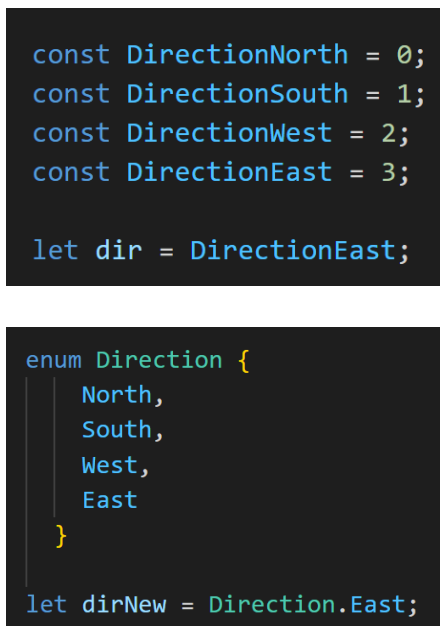 const DirectionNorth = 0;
const DirectionSouth = 1;
const DirectionWest = 2;
const DirectionEast = 3;
let dir = DirectionEast;
enum Direction {
North,
South,
West,
East
}
let dirNew = Direction.East;